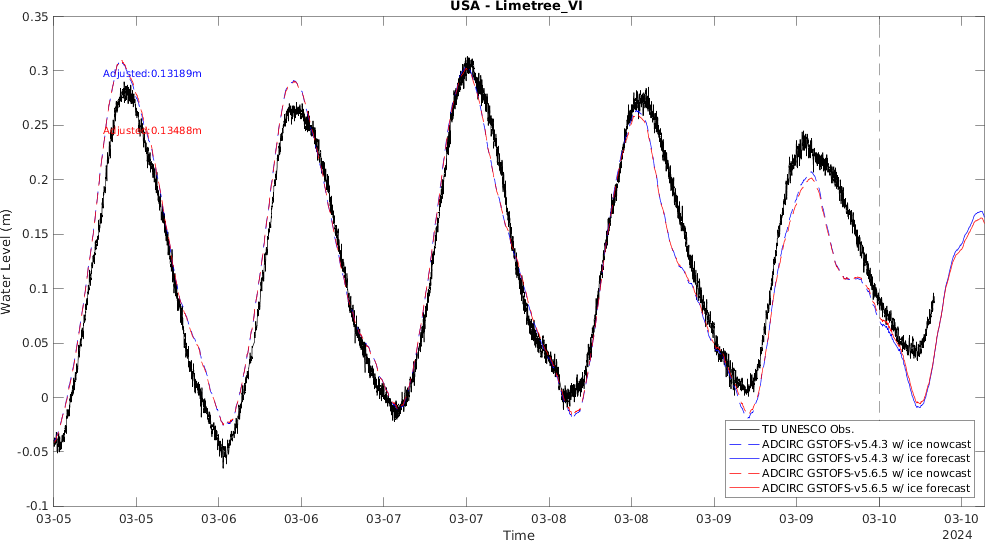 USA - Limetree_VI
0.35
0.3
0.25
0.2
0.15
0.1
0.05
0
-0.05
-0.1
Water Level (m)
Adjusted:0.13189m
Adjusted:0.13488m
TD UNESCO Obs.
ADCIRC GSTOFS-v5.4.3 w/ ice nowcast
ADCIRC GSTOFS-v5.4.3 w/ ice forecast
ADCIRC GSTOFS-v5.6.5 w/ ice nowcast
ADCIRC GSTOFS-v5.6.5 w/ ice forecast
03-05 03-05 03-06 03-06 03-07 03-07 03-08 03-08 03-09 03-09 03-10 03-10
Time
2024